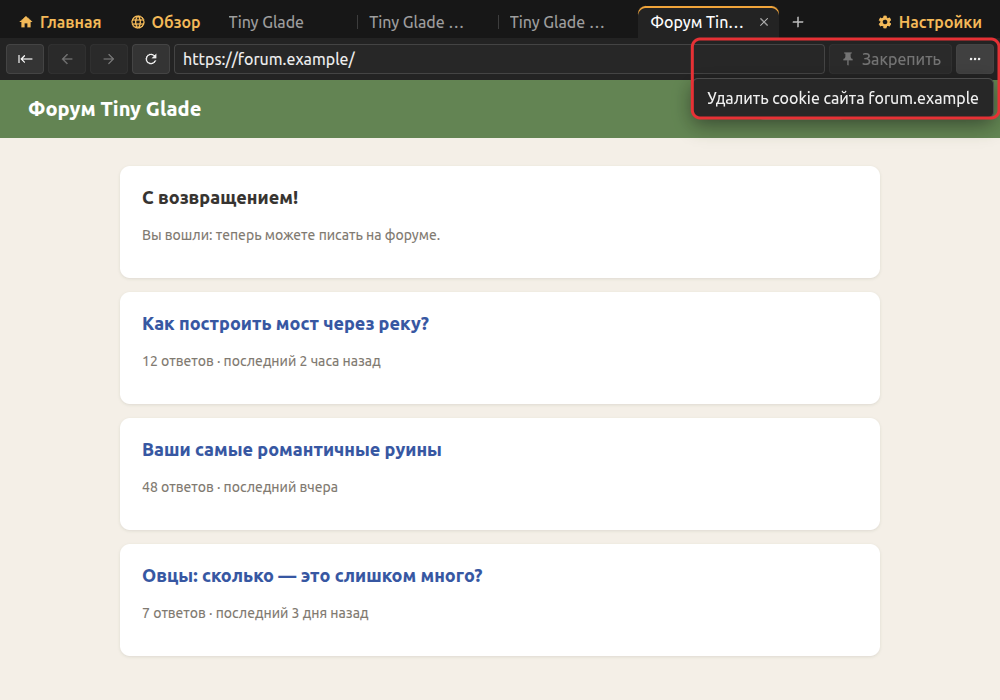 Главная Обзор Tiny Glade Tiny Glade ... Tiny Glade ... Форум Tin... Настройки
https://forum.example/ Закрепить
Удалить cookie сайта forum.example
Форум Tiny Glade
С возвращением!
Вы вошли: теперь можете писать на форуме.
Как построить мост через реку?
12 ответов · последний 2 часа назад
Ваши самые романтичные руины
48 ответов · последний вчера
Овцы: сколько — это слишком много?
7 ответов · последний 3 дня назад